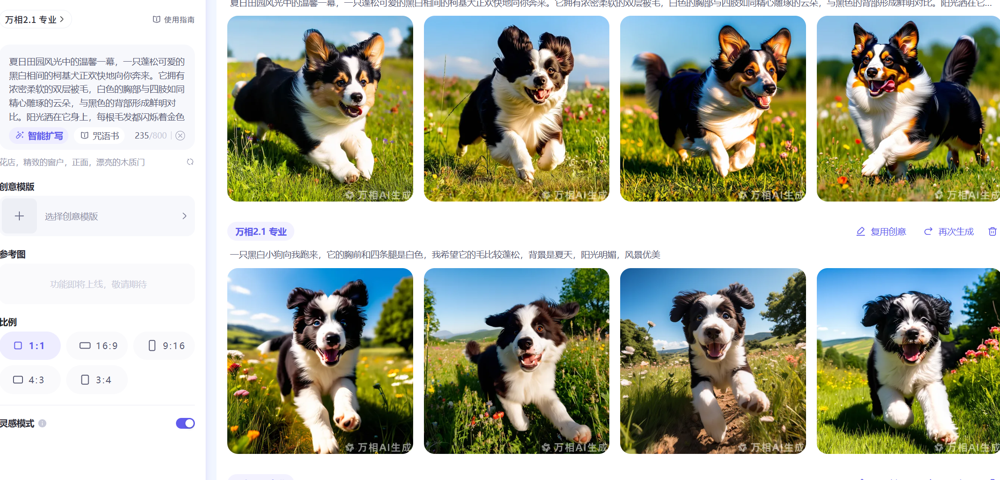 万相2.1 专业
使用指南
夏日田园风光中的温馨一幕，一只蓬松可爱的
黑白相间的柯基犬正欢快地向你奔来。它拥有
浓密柔软的双层被毛，白色的胸部与四肢如同
精心雕琢的云朵，与黑色的背部形成鲜明对
比。阳光洒在它身上，每根毛发都闪烁着金色
智能扩写
咒语书
235/800
花店，精致的窗户，正面，漂亮的木质门
创意模版
选择创意模版
参考图
功能即将上线，敬请期待
比例
1:1
16:9
9:16
4:3
3:4
灵感模式
夏日田园风光中的温馨一幕，一只蓬松可爱的黑白相间的柯基犬正欢快地向你奔来。它拥有浓密柔软的双层被毛，白色的胸部与四肢如同精心雕琢的云朵，与黑色的背部形成鲜明对比。阳光洒在它...
万相AI生成
万相AI生成
万相AI生成
万相AI生成
万相2.1 专业
复用创意
再次生成
一只黑白小狗向我跑来，它的胸前和四条腿是白色，我希望它的毛比较蓬松，背景是夏天，阳光明媚，风景优美
万相AI生成
万相AI生成
万相AI生成
万相AI生成